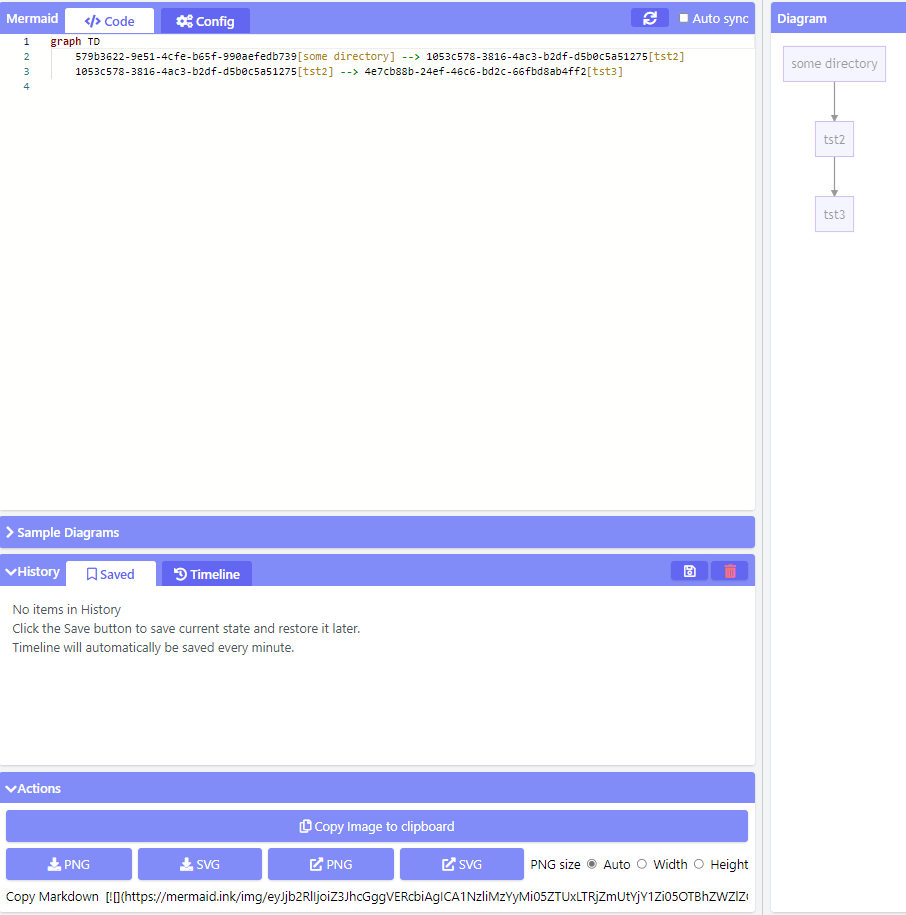 Mermaid </> Code Config Auto sync
1 graph TD
2 579b3622-9e51-4cfe-b65f-990aefedb739[some directory] --> 1053c578-3816-4ac3-b2df-d5b0c5a51275[tst2]
3 1053c578-3816-4ac3-b2df-d5b0c5a51275[tst2] --> 4e7cb88b-24ef-46c6-bd2c-66fbd8ab4ff2[tst3]
4
Sample Diagrams
History Saved Timeline
No items in History
Click the Save button to save current state and restore it later.
Timeline will automatically be saved every minute.
Actions
Copy Image to clipboard
PNG SVG PNG SVG PNG size Auto Width Height
Copy Markdown [![](https://mermaid.ink/img/eyJjb2RlIjoiZ3JhcGggVERcbiAgICA1NzliMzYyMi05ZTUxLTRjZmUtYjY1Zi05OTBhZWZlZ
Diagram
some directory
tst2
tst3